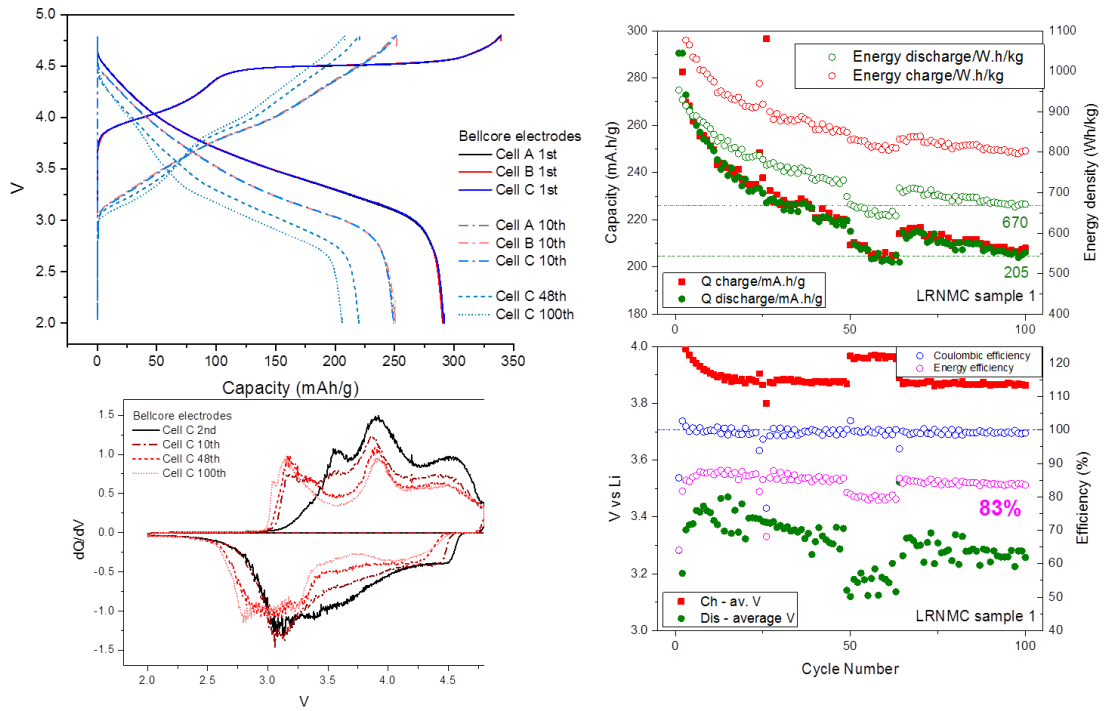 5.0
4.5
4.0
3.5
3.0
2.5
2.0
V
0
50
100
150
200
250
300
350
Capacity (mAh/g)
Bellcore electrodes
Cell A 1st
Cell B 1st
Cell C 1st
Cell A 10th
Cell B 10th
Cell C 10th
Cell C 48th
Cell C 100th
Bellcore electrodes
Cell C 2nd
Cell C 10th
Cell C 48th
Cell C 100th
1.5
1.0
0.5
0.0
-0.5
-1.0
-1.5
dQ/dV
2.0
2.5
3.0
3.5
4.0
4.5
V
300
290
280
270
260
250
240
230
220
210
200
190
180
Capacity (mA.h/g)
Energy discharge/W.h/kg
Energy charge/W.h/kg
1100
1000
900
800
700
600
500
400
Energy density (Wh/kg)
670
205
Q charge/mA.h/g
Q discharge/mA.h/g
LRNMC sample 1
0
50
100
4.0
3.8
3.6
3.4
3.2
3.0
V vs Li
Coulombic efficiency
Energy efficiency
120
110
100
90
80
70
60
50
40
Efficiency (%)
83%
Ch - av. V
Dis - average V
LRNMC sample 1
0
50
100
Cycle Number